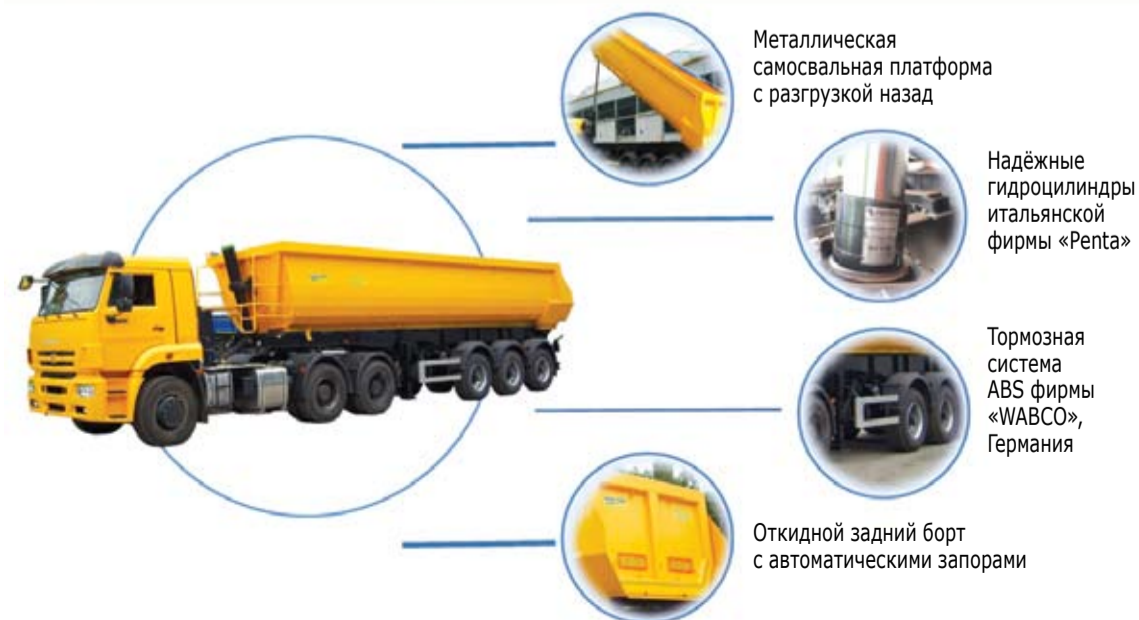 Металлическая
самосвальная платформа
с разгрузкой назад
Надёжные
гидроцилиндры
итальянской
фирмы «Penta»
Тормозная
система
ABS фирмы
«WABCO»,
Германия
Откидной задний борт
с автоматическими запорами